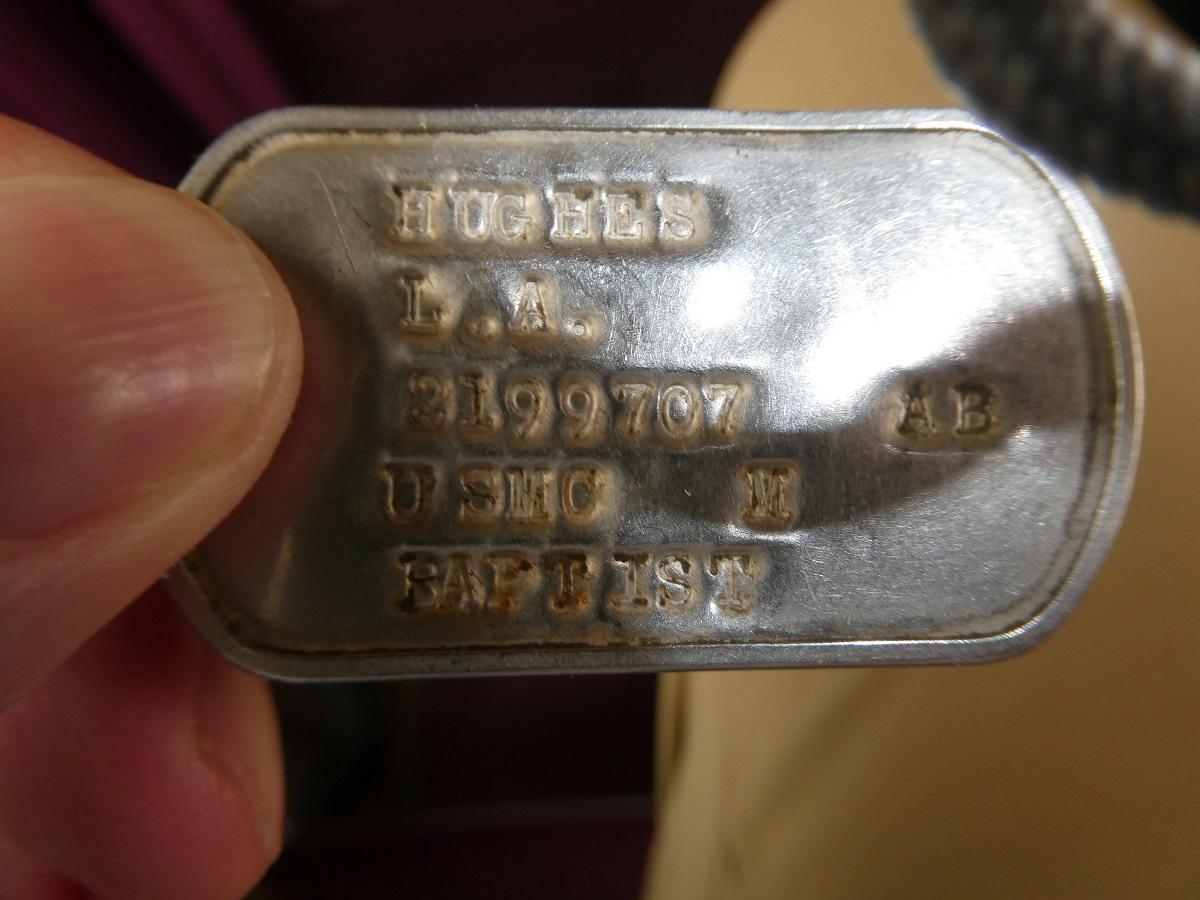 HUGHES
L.A.
2199707 AB
USMC M
BAPTIST